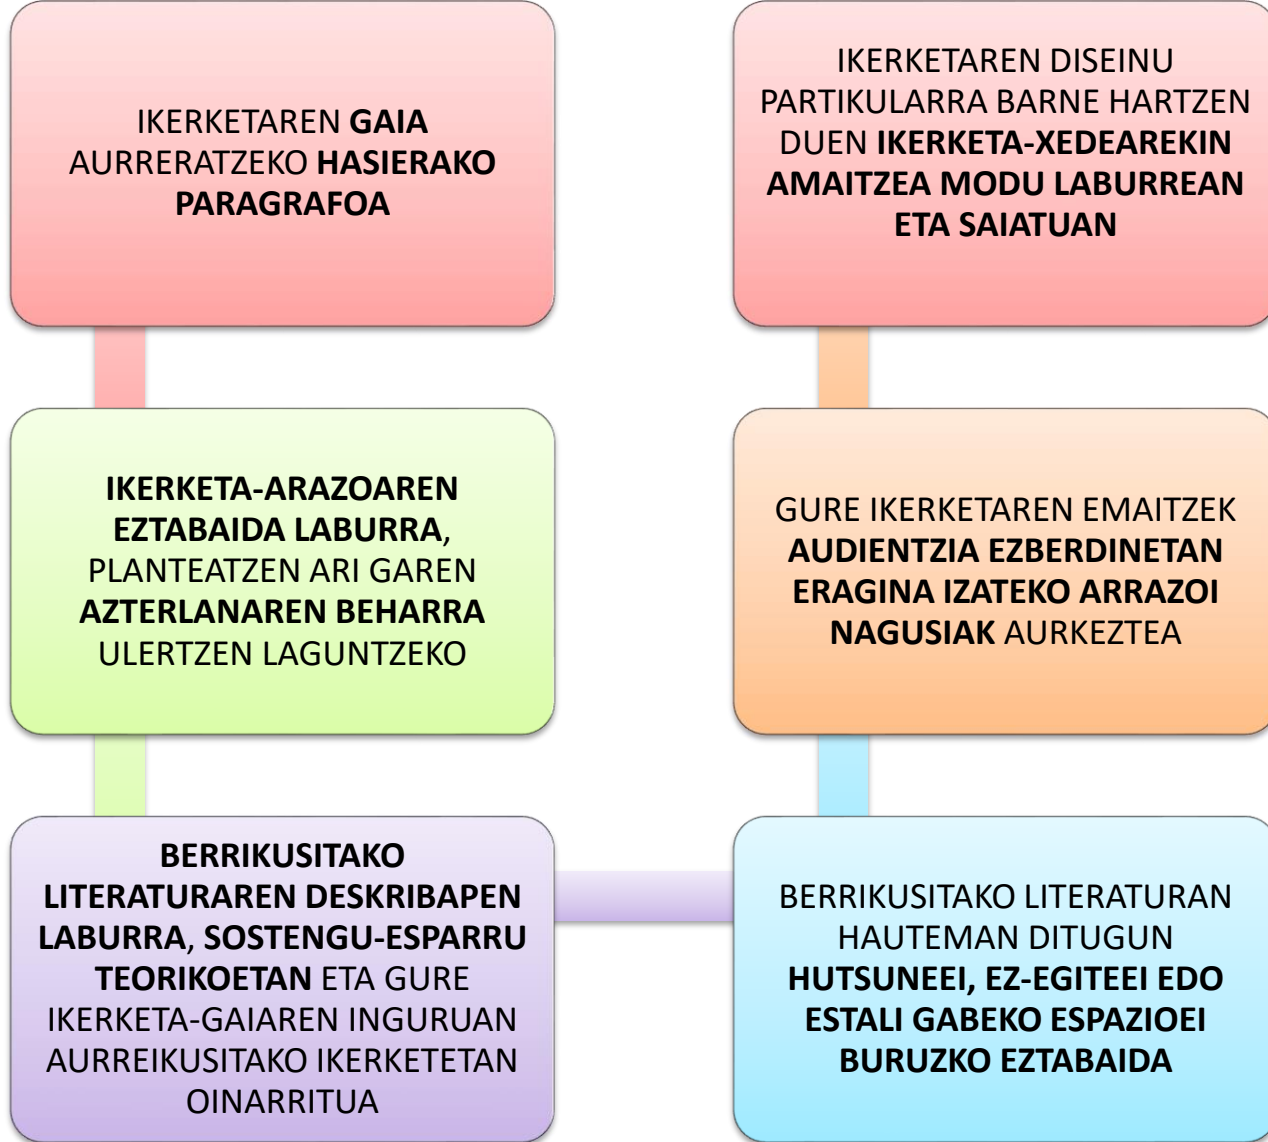 IKERKETAREN GAIA
AURRERATZEKO HASIERAKO
PARAGRAFOA
IKERKETA-ARAZOAREN
EZTABAIDA LABURRA,
PLANTEATZEN ARI GAREN
AZTERLANAREN BEHARRA
ULERTZEN LAGUNTZEKO
BERRIKUSITAKO
LITERATURAREN DESKRIBAPEN
LABURRA, SOSTENGU-ESPARRU
TEORIKOETAN ETA GURE
IKERKETA-GAIAREN INGURUAN
AURREIKUSITAKO IKERKETETAN
OINARRITUA
BERRIKUSITAKO LITERATURAN
HAUTEMAN DITUGUN
HUTSUNEEI, EZ-EGITEEI EDO
ESTALI GABEKO ESPAZIOEI
BURUZKO EZTABAIDA
GURE IKERKETAREN EMAITZEK
AUDIENTZIA EZBERDINETAN
ERAGINA IZATEKO ARRAZOI
NAGUSIAK AURKEZTEA
IKERKETAREN DISEINU
PARTIKULARRA BARNE HARTZEN
DUEN IKERKETA-XEDEAREKIN
AMAITZEA MODU LABURREAN
ETA SAIATUAN